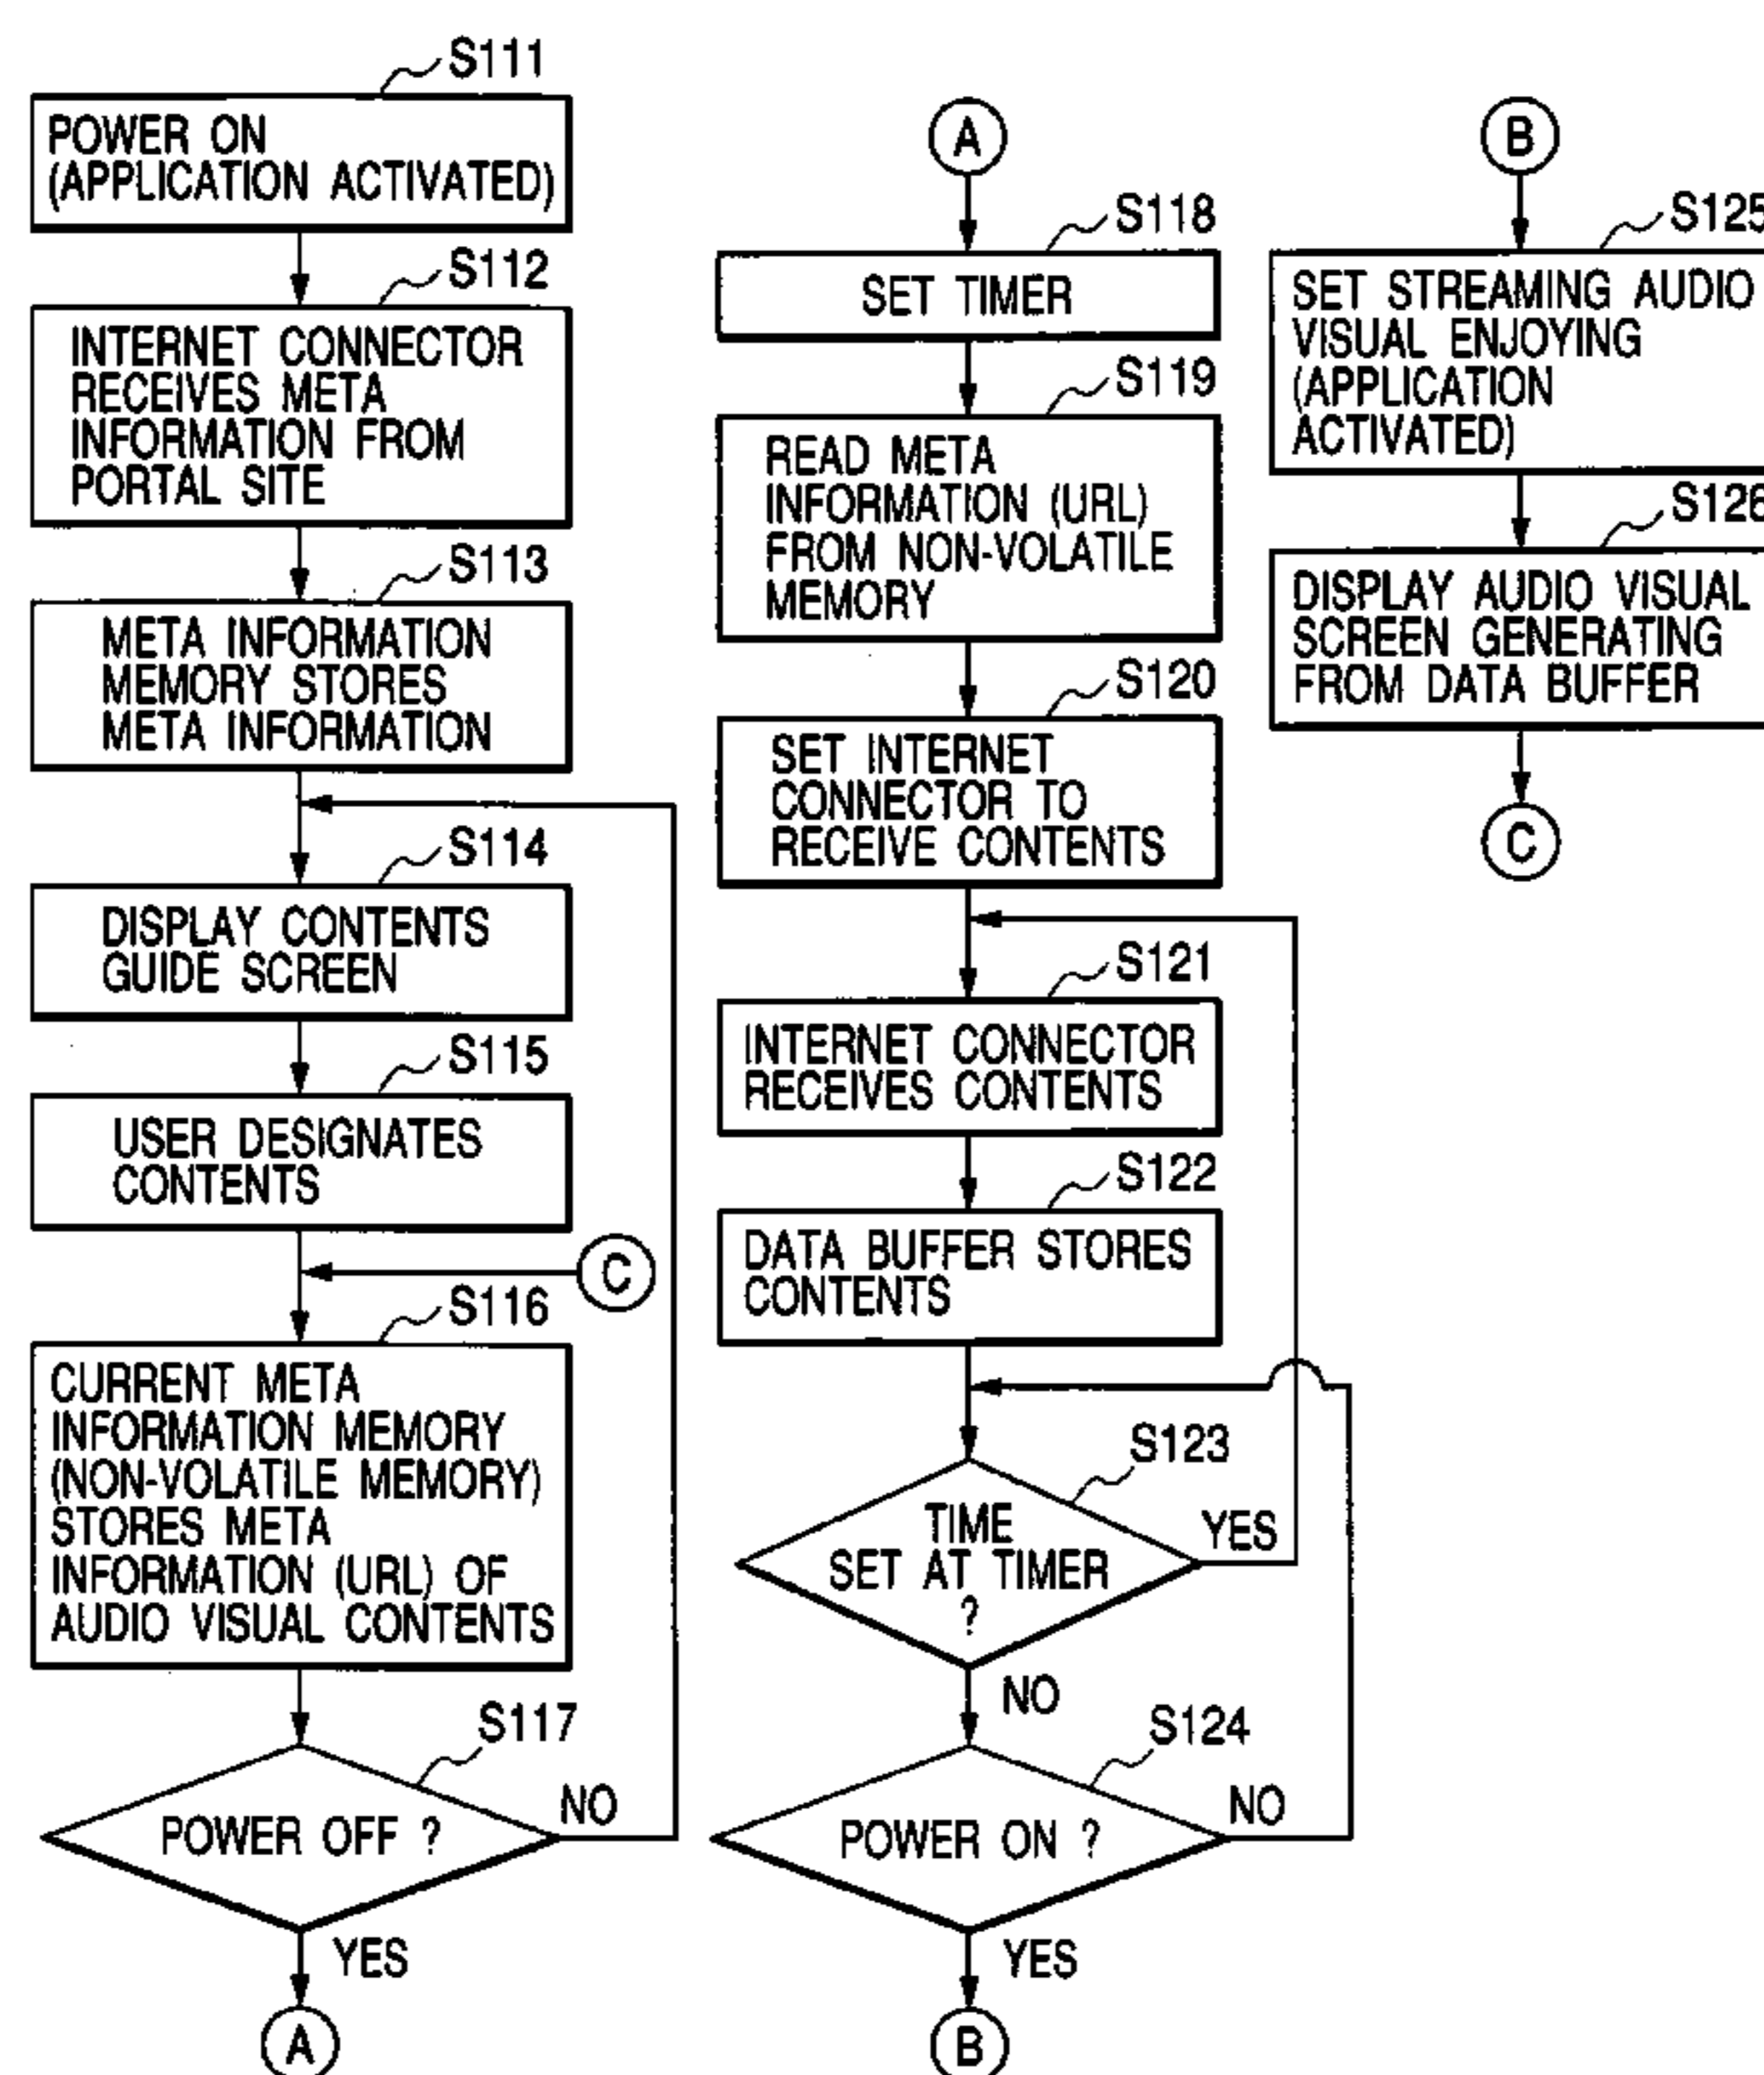 S111
POWER ON
(APPLICATION ACTIVATED)
S112
INTERNET CONNECTOR
RECEIVES META
INFORMATION FROM
PORTAL SITE
S113
META INFORMATION
MEMORY STORES
META INFORMATION
S114
DISPLAY CONTENTS
GUIDE SCREEN
S115
USER DESIGNATES
CONTENTS
C
S116
CURRENT META
INFORMATION MEMORY
(NON-VOLATILE MEMORY)
STORES META
INFORMATION (URL) OF
AUDIO VISUAL CONTENTS
S117
POWER OFF ?
NO
YES
A
A
S118
SET TIMER
S119
READ META
INFORMATION (URL)
FROM NON-VOLATILE
MEMORY
S120
SET INTERNET
CONNECTOR TO
RECEIVE CONTENTS
S121
INTERNET CONNECTOR
RECEIVES CONTENTS
S122
DATA BUFFER STORES
CONTENTS
S123
TIME
SET AT TIMER
?
YES
NO
S124
POWER ON ?
NO
YES
B
B
S125
SET STREAMING AUDIO
VISUAL ENJOYING
(APPLICATION
ACTIVATED)
S126
DISPLAY AUDIO VISUAL
SCREEN GENERATING
FROM DATA BUFFER
C